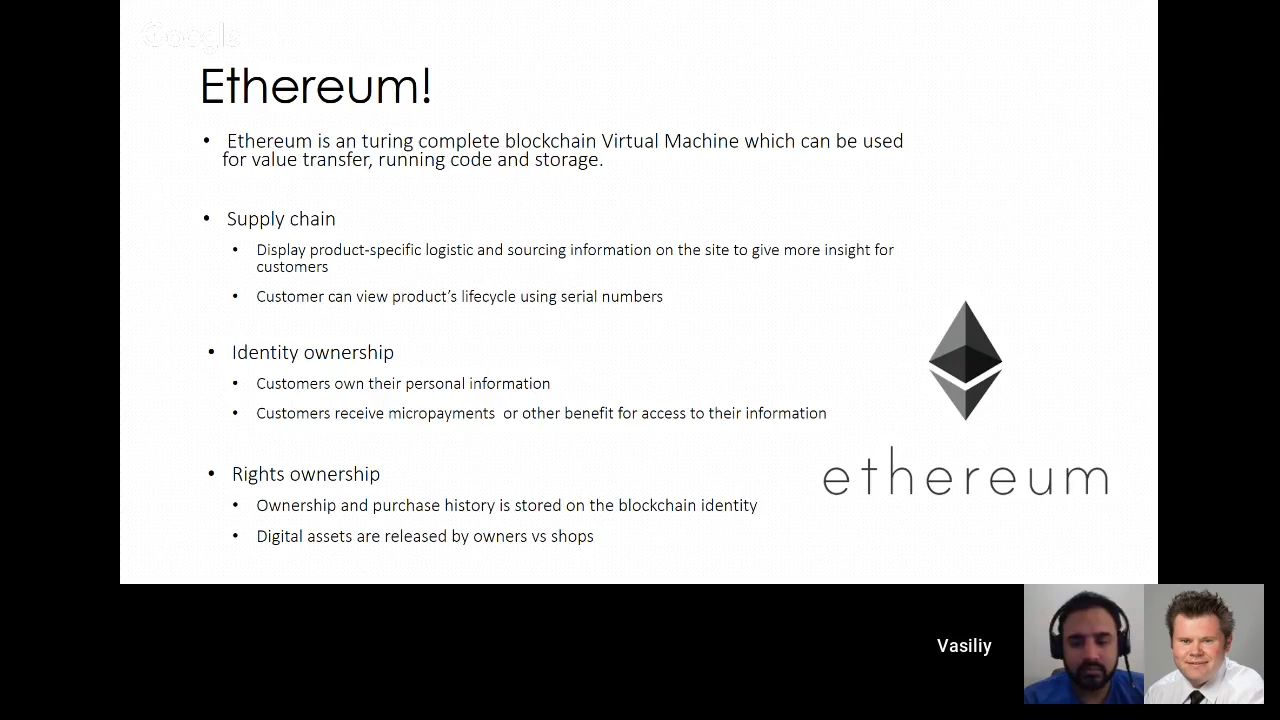 Google
Ethereum!
• Ethereum is an turing complete blockchain Virtual Machine which can be used
for value transfer, running code and storage.
• Supply chain
• Display product-specific logistic and sourcing information on the site to give more insight for
customers
• Customer can view product’s lifecycle using serial numbers
• Identity ownership
• Customers own their personal information
• Customers receive micropayments or other benefit for access to their information
• Rights ownership
• Ownership and purchase history is stored on the blockchain identity
• Digital assets are released by owners vs shops
ethereum
Vasiliy